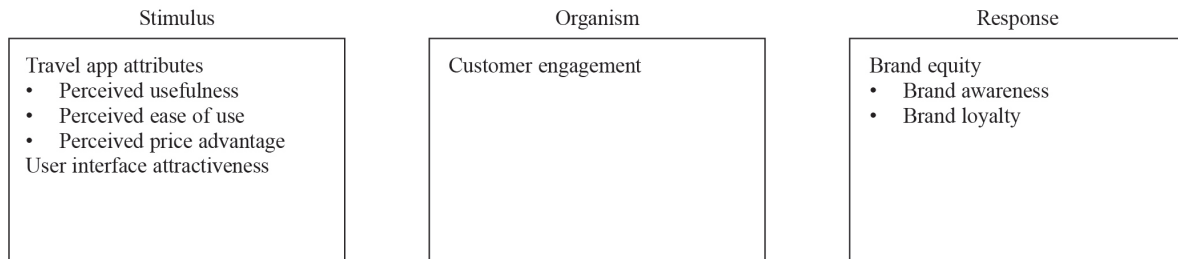 Stimulus
Travel app attributes
• Perceived usefulness
• Perceived ease of use
• Perceived price advantage
User interface attractiveness
Organism
Customer engagement
Response
Brand equity
• Brand awareness
• Brand loyalty